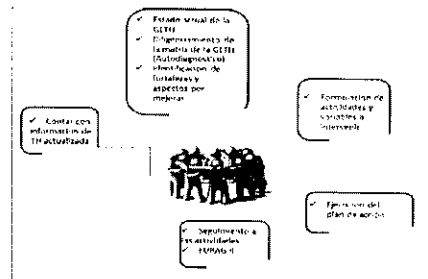 ✓ Estado actual de la
GETH
✓ Diligenciamiento de
la matriz de la GETH
(Autodiagnóstico)
✓ Identificación de
fortalezas y
aspectos por
mejorar
✓ Contar con
información de
TH actualizada
✓ Formulación de
actividades y
variables a
intervenir
✓ Ejecución del
plan de acción
✓ Seguimiento a
las actividades
✓ FURAG II